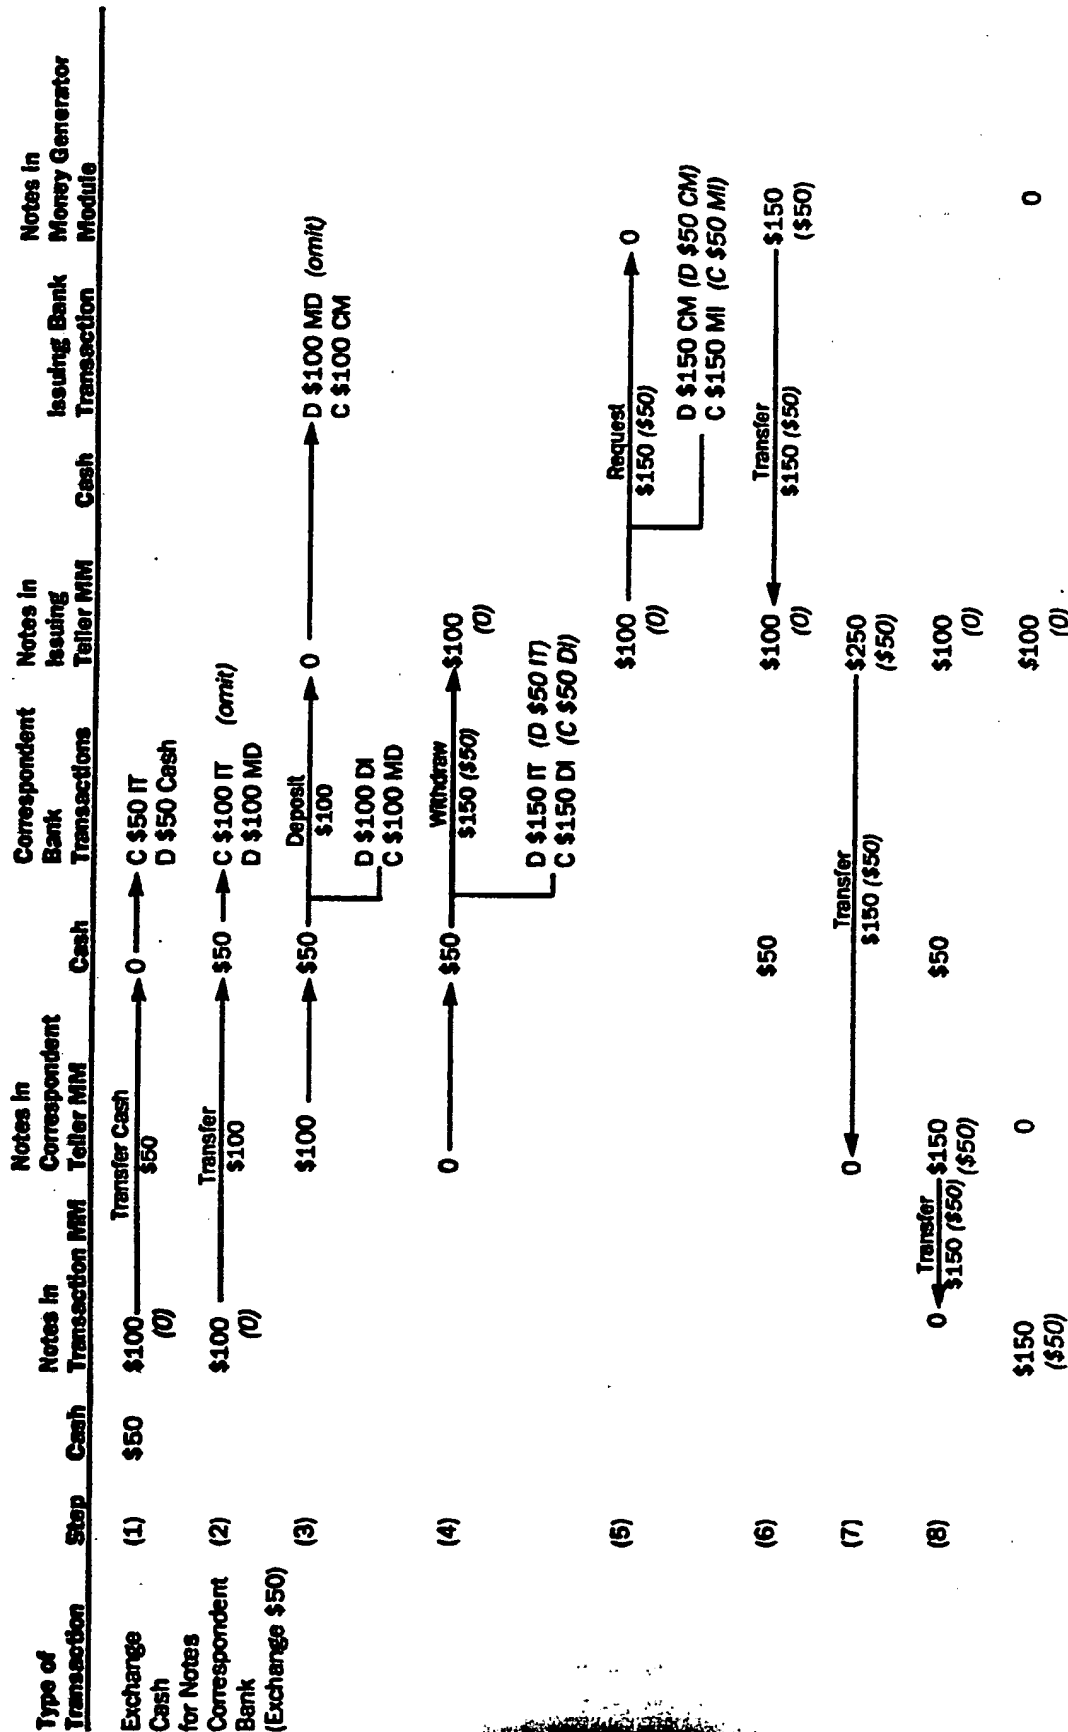 Type of Transaction
Step
Cash
Notes in Transaction MM
Notes in Correspondent Teller MM
Cash
Correspondent Bank Transactions
Notes in Issuing Teller MM
Cash
Issuing Bank Transaction
Notes in Money Generator Module
Exchange
Cash
for Notes
Correspondent
Bank
(Exchange $50)
(1)
$50
$100
(0)
Transfer Cash
$50
0
C $50 IT
D $50 Cash
(2)
$100
(0)
Transfer
$100
$50
C $100 IT (omit)
D $100 MD
(3)
$100
$50
Deposit
$100
D $100 DI
C $100 MD
0
D $100 MD (omit)
C $100 CM
(4)
0
$50
Withdraw
$150 ($50)
D $150 IT (D $50 IT)
C $150 DI (C $50 DI)
$100
(0)
(5)
$100
(0)
Request
$150 ($50)
D $150 CM (D $50 CM)
C $150 MI (C $50 MI)
0
(6)
$50
$100
(0)
Transfer
$150 ($50)
$150
($50)
(7)
0
Transfer
$150 ($50)
$250
($50)
(8)
0
Transfer
$150 ($50)
$150
($50)
$50
$100
(0)
$150
($50)
0
$100
(0)
0